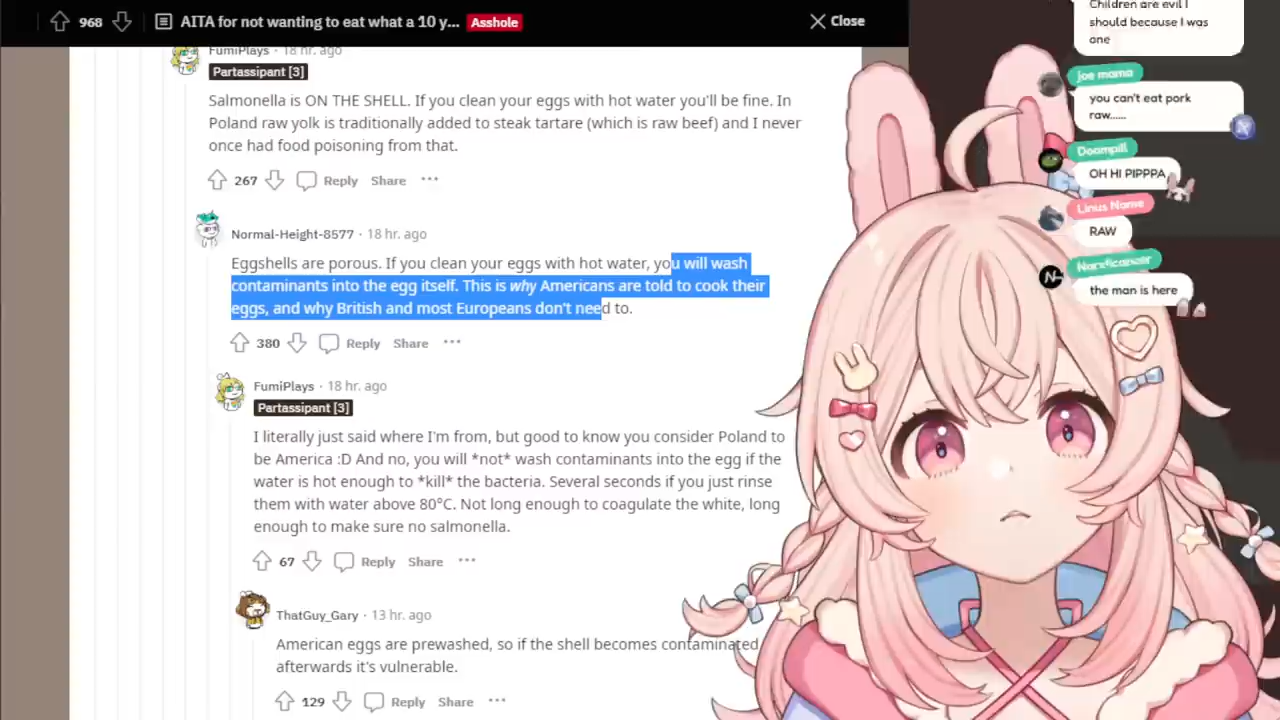 968
AITA for not wanting to eat what a 10 y...
Asshole
Close
FumiPlays · 18 hr. ago
Partassipant [3]
Salmonella is ON THE SHELL. If you clean your eggs with hot water you'll be fine. In
Poland raw yolk is traditionally added to steak tartare (which is raw beef) and I never
once had food poisoning from that.
267
Reply
Share
Normal-Height-8577 · 18 hr. ago
Eggshells are porous. If you clean your eggs with hot water, you will wash
contaminants into the egg itself. This is why Americans are told to cook their
eggs, and why British and most Europeans don't need to.
380
Reply
Share
FumiPlays · 18 hr. ago
Partassipant [3]
I literally just said where I'm from, but good to know you consider Poland to
be America :D And no, you will *not* wash contaminants into the egg if the
water is hot enough to *kill* the bacteria. Several seconds if you just rinse
them with water above 80°C. Not long enough to coagulate the white, long
enough to make sure no salmonella.
67
Reply
Share
ThatGuy_Gary · 13 hr. ago
American eggs are prewashed, so if the shell becomes contaminated
afterwards it's vulnerable.
129
Reply
Share
Children are evil I
should because I was
one
joe mama
you can't eat pork
raw......
Doompill
OH HI PIPPPA
Linus Name
RAW
the man is here